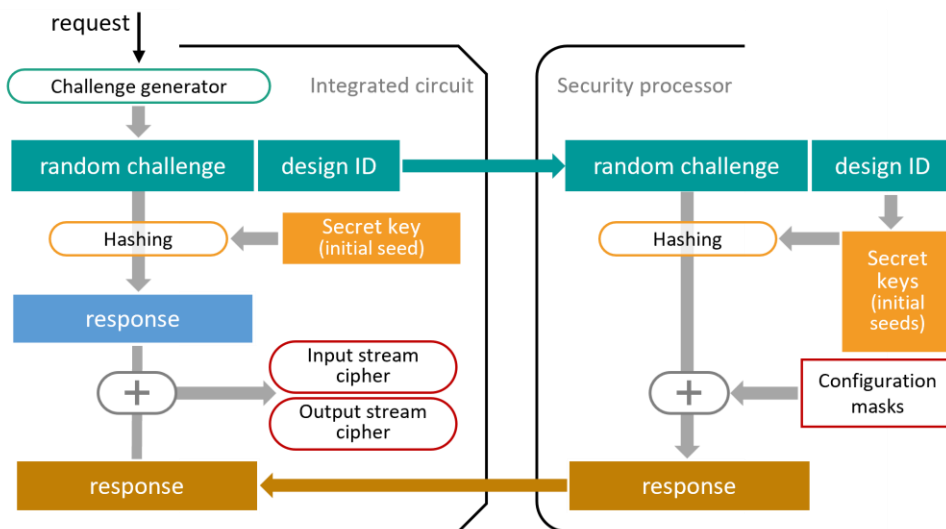 request
Integrated circuit
Security processor
Challenge generator
random challenge
design ID
random challenge
design ID
Hashing
Secret key
(initial seed)
Hashing
Secret
keys
(initial
seeds)
response
Input stream
cipher
+
Output stream
cipher
+
Configuration
masks
response
response